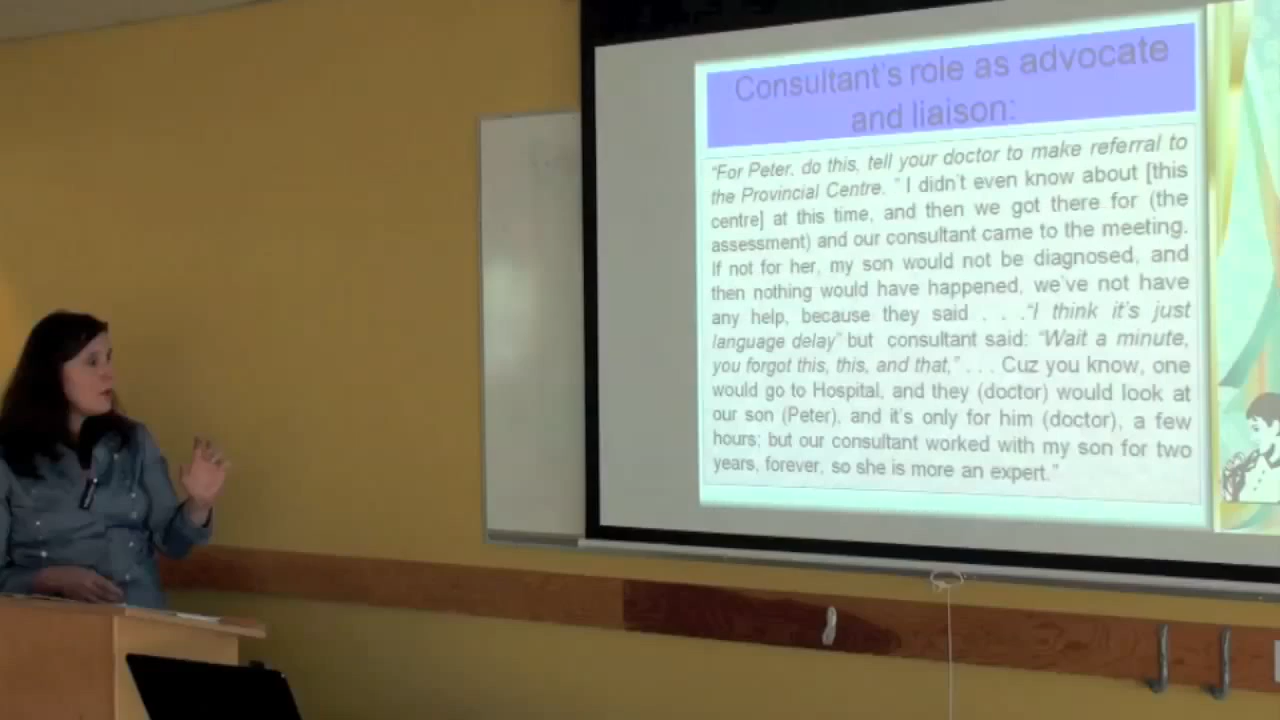 Consultant's role as advocate
and liaison:
"For Peter, do this, tell your doctor to make referral to
the Provincial Centre. " I didn't even know about [this
centre] at this time, and then we got there for (the
assessment) and our consultant came to the meeting.
If not for her, my son would not be diagnosed, and
then nothing would have happened, we've not have
any help, because they said . . ."I think it's just
language delay" but consultant said: "Wait a minute,
you forgot this, this, and that," . . . Cuz you know, one
would go to Hospital, and they (doctor) would look at
our son (Peter), and it's only for him (doctor), a few
hours; but our consultant worked with my son for two
years, forever, so she is more an expert."